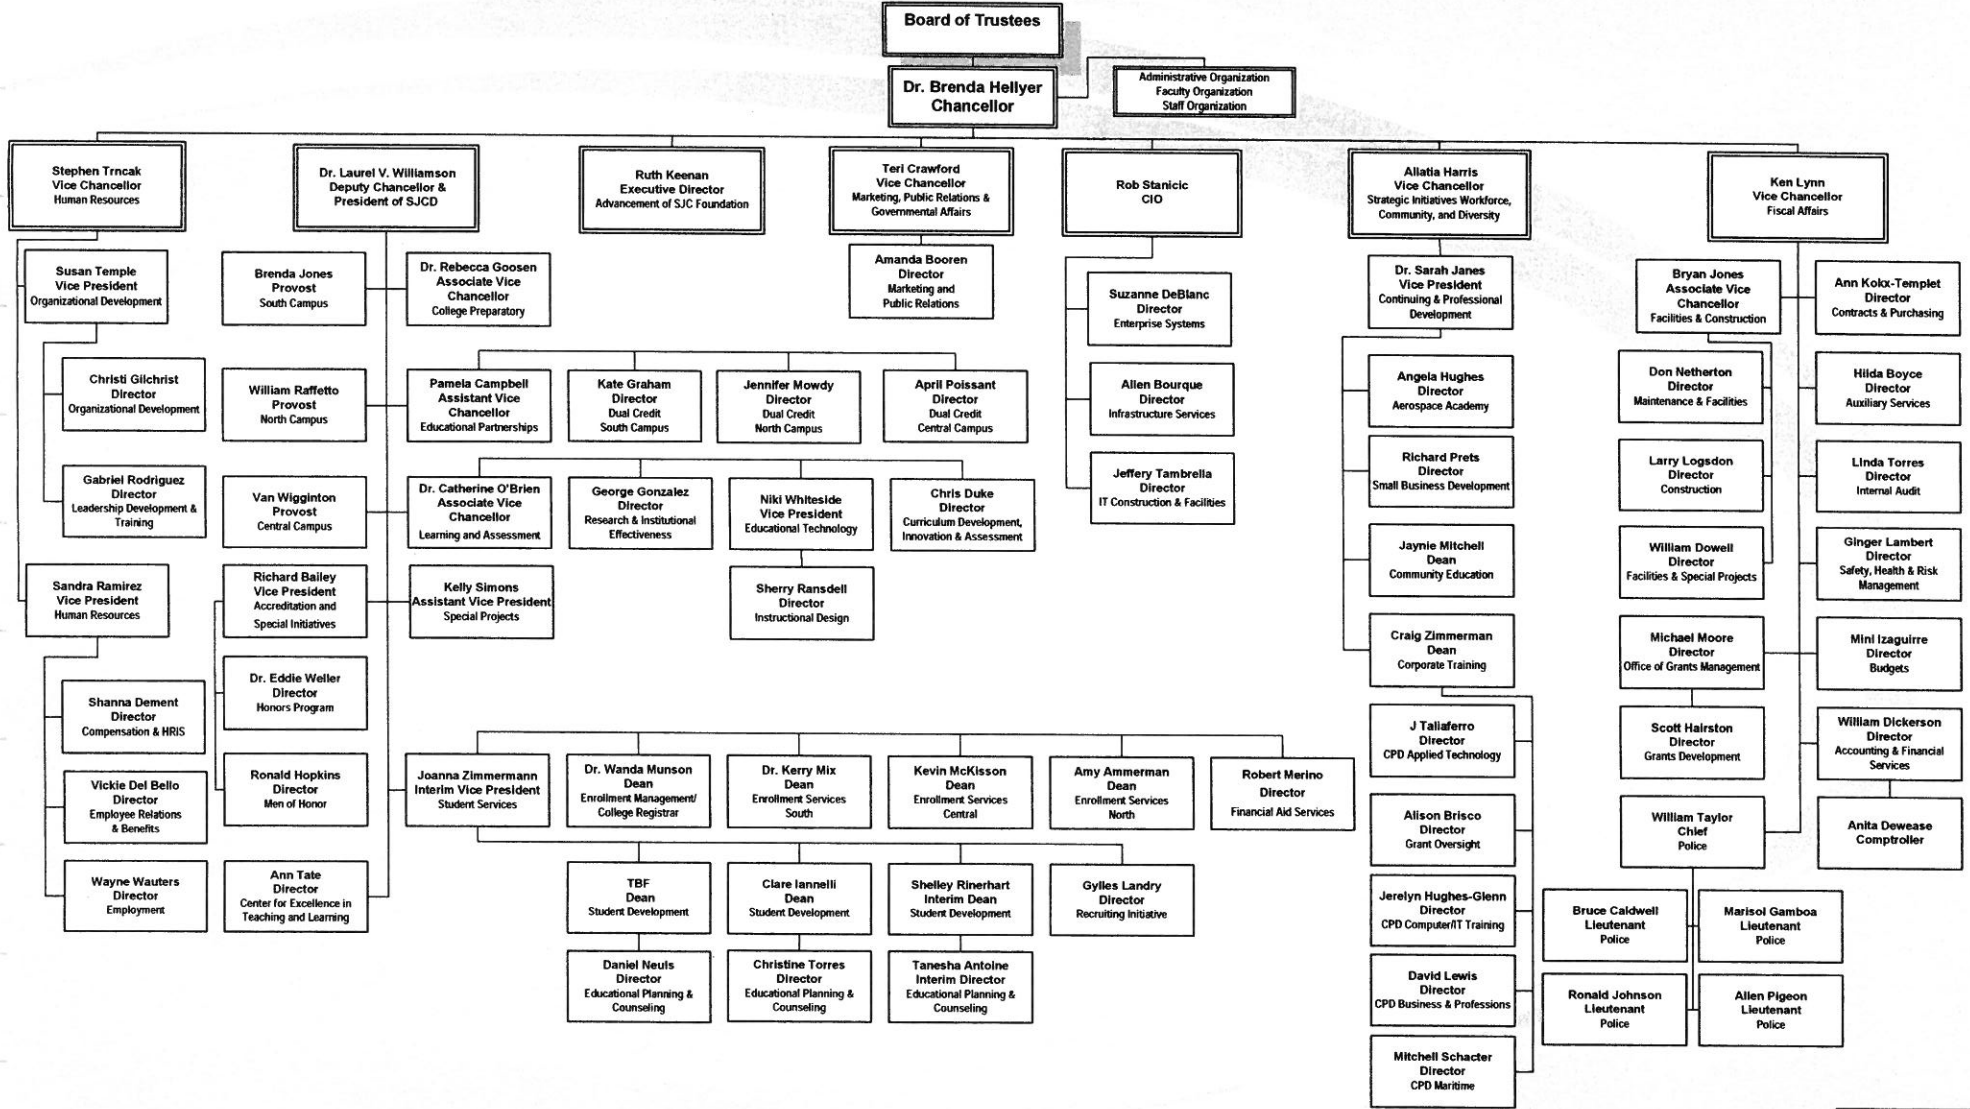 Board of Trustees
Dr. Brenda Hellyer
Chancellor
Administrative Organization
Faculty Organization
Staff Organization
Stephen Trncak
Vice Chancellor
Human Resources
Dr. Laurel V. Williamson
Deputy Chancellor &
President of SJCD
Ruth Keenan
Executive Director
Advancement of SJC Foundation
Teri Crawford
Vice Chancellor
Marketing, Public Relations &
Governmental Affairs
Rob Stanicic
CIO
Allatia Harris
Vice Chancellor
Strategic Initiatives Workforce,
Community, and Diversity
Ken Lynn
Vice Chancellor
Fiscal Affairs
Susan Temple
Vice President
Organizational Development
Christi Gilchrist
Director
Organizational Development
Gabriel Rodriguez
Director
Leadership Development &
Training
Sandra Ramirez
Vice President
Human Resources
Shanna Dement
Director
Compensation & HRIS
Vickie Del Bello
Director
Employee Relations
& Benefits
Wayne Wauters
Director
Employment
Brenda Jones
Provost
South Campus
Dr. Rebecca Goosen
Associate Vice
Chancellor
College Preparatory
William Raffetto
Provost
North Campus
Pamela Campbell
Assistant Vice
Chancellor
Educational Partnerships
Kate Graham
Director
Dual Credit
South Campus
Jennifer Mowdy
Director
Dual Credit
North Campus
April Poissant
Director
Dual Credit
Central Campus
Van Wigginton
Provost
Central Campus
Dr. Catherine O'Brien
Associate Vice
Chancellor
Learning and Assessment
George Gonzalez
Director
Research & Institutional
Effectiveness
Niki Whiteside
Vice President
Educational Technology
Chris Duke
Director
Curriculum Development,
Innovation & Assessment
Sherry Ransdell
Director
Instructional Design
Richard Bailey
Vice President
Accreditation and
Special Initiatives
Kelly Simons
Assistant Vice President
Special Projects
Dr. Eddie Weller
Director
Honors Program
Ronald Hopkins
Director
Men of Honor
Ann Tate
Director
Center for Excellence in
Teaching and Learning
Joanna Zimmermann
Interim Vice President
Student Services
Dr. Wanda Munson
Dean
Enrollment Management/
College Registrar
Dr. Kerry Mix
Dean
Enrollment Services
South
Kevin McKisson
Dean
Enrollment Services
Central
Amy Ammerman
Dean
Enrollment Services
North
Robert Merino
Director
Financial Aid Services
TBF
Dean
Student Development
Clare Iannelli
Dean
Student Development
Shelley Rinerhart
Interim Dean
Student Development
Gylles Landry
Director
Recruiting Initiative
Daniel Neuls
Director
Educational Planning &
Counseling
Christine Torres
Director
Educational Planning &
Counseling
Tanesha Antoine
Interim Director
Educational Planning &
Counseling
Amanda Booren
Director
Marketing and
Public Relations
Suzanne DeBlanc
Director
Enterprise Systems
Allen Bourque
Director
Infrastructure Services
Jeffery Tambrella
Director
IT Construction & Facilities
Dr. Sarah Janes
Vice President
Continuing & Professional
Development
Angela Hughes
Director
Aerospace Academy
Richard Prets
Director
Small Business Development
Jaynie Mitchell
Dean
Community Education
Craig Zimmerman
Dean
Corporate Training
J Taliaferro
Director
CPD Applied Technology
Alison Brisco
Director
Grant Oversight
Jerelyn Hughes-Glenn
Director
CPD Computer/IT Training
David Lewis
Director
CPD Business & Professions
Mitchell Schacter
Director
CPD Maritime
Bryan Jones
Associate Vice
Chancellor
Facilities & Construction
Ann Kokx-Templet
Director
Contracts & Purchasing
Don Netherton
Director
Maintenance & Facilities
Hilda Boyce
Director
Auxiliary Services
Larry Logsdon
Director
Construction
Linda Torres
Director
Internal Audit
William Dowell
Director
Facilities & Special Projects
Ginger Lambert
Director
Safety, Health & Risk
Management
Michael Moore
Director
Office of Grants Management
Mini Izaguirre
Director
Budgets
Scott Hairston
Director
Grants Development
William Dickerson
Director
Accounting & Financial
Services
William Taylor
Chief
Police
Anita Dewease
Comptroller
Bruce Caldwell
Lieutenant
Police
Marisol Gamboa
Lieutenant
Police
Ronald Johnson
Lieutenant
Police
Allen Pigeon
Lieutenant
Police